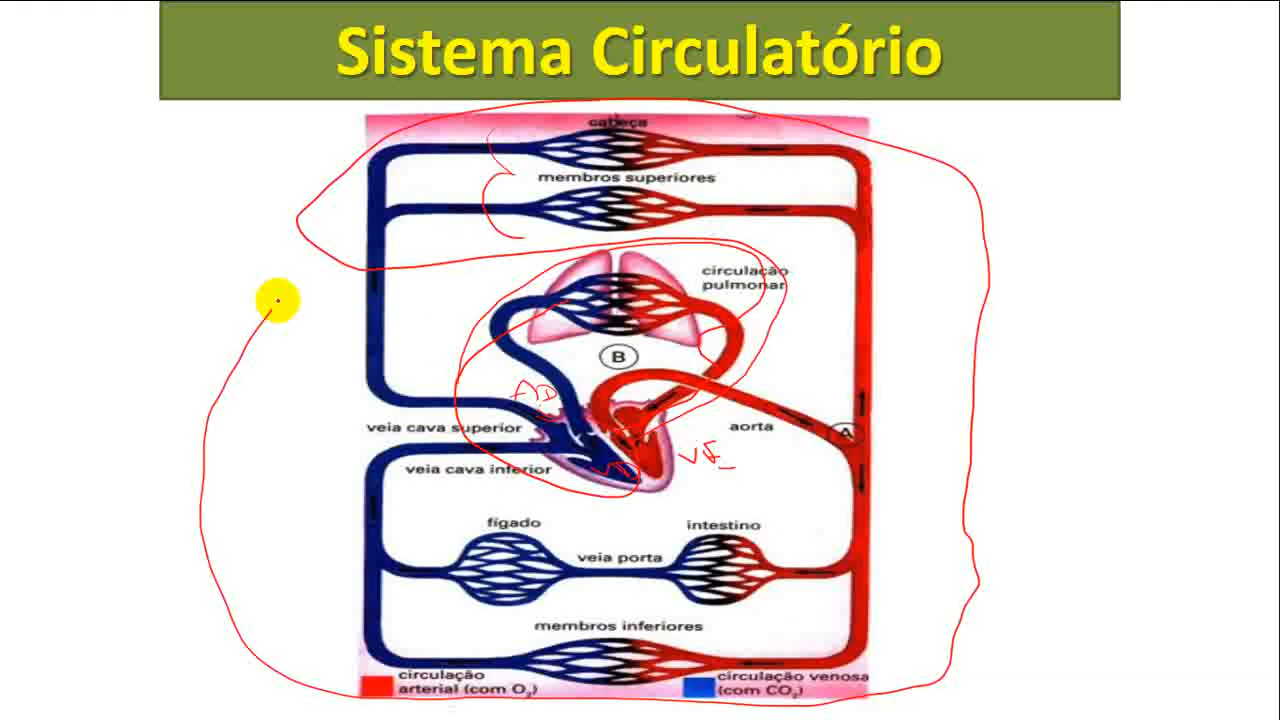 Sistema Circulatório
cabeça
membros superiores
circulação
pulmonar
B
AD
veia cava superior
aorta
A
veia cava inferior
VD
VE
fígado
intestino
veia porta
membros inferiores
circulação
arterial (com O₂)
circulação venosa
(com CO₂)